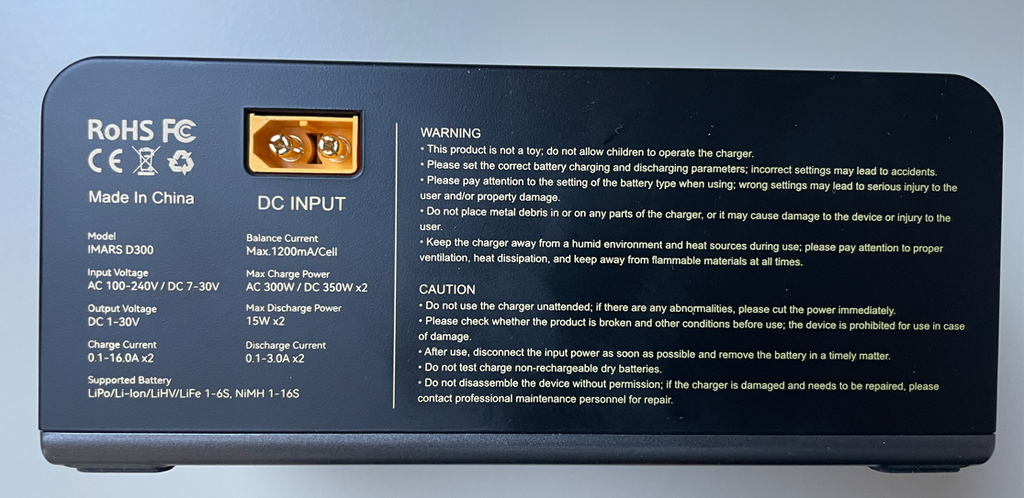 RoHS FC
CE
Made In China
DC INPUT
Model
IMARS D300
Input Voltage
AC 100-240V / DC 7-30V
Output Voltage
DC 1-30V
Charge Current
0.1-16.0A x2
Supported Battery
LiPo/Li-Ion/LiHV/LiFe 1-6S, NiMH 1-16S
Balance Current
Max.1200mA/Cell
Max Charge Power
AC 300W / DC 350W x2
Max Discharge Power
15W x2
Discharge Current
0.1-3.0A x2
WARNING
• This product is not a toy; do not allow children to operate the charger.
• Please set the correct battery charging and discharging parameters; incorrect settings may lead to accidents.
• Please pay attention to the setting of the battery type when using; wrong settings may lead to serious injury to the
user and/or property damage.
• Do not place metal debris in or on any parts of the charger, or it may cause damage to the device or injury to the
user.
• Keep the charger away from a humid environment and heat sources during use; please pay attention to proper
ventilation, heat dissipation, and keep away from flammable materials at all times.
CAUTION
• Do not use the charger unattended; if there are any abnormalities, please cut the power immediately.
• Please check whether the product is broken and other conditions before use; the device is prohibited for use in case
of damage.
• After use, disconnect the input power as soon as possible and remove the battery in a timely matter.
• Do not test charge non-rechargeable dry batteries.
• Do not disassemble the device without permission; if the charger is damaged and needs to be repaired, please
contact professional maintenance personnel for repair.